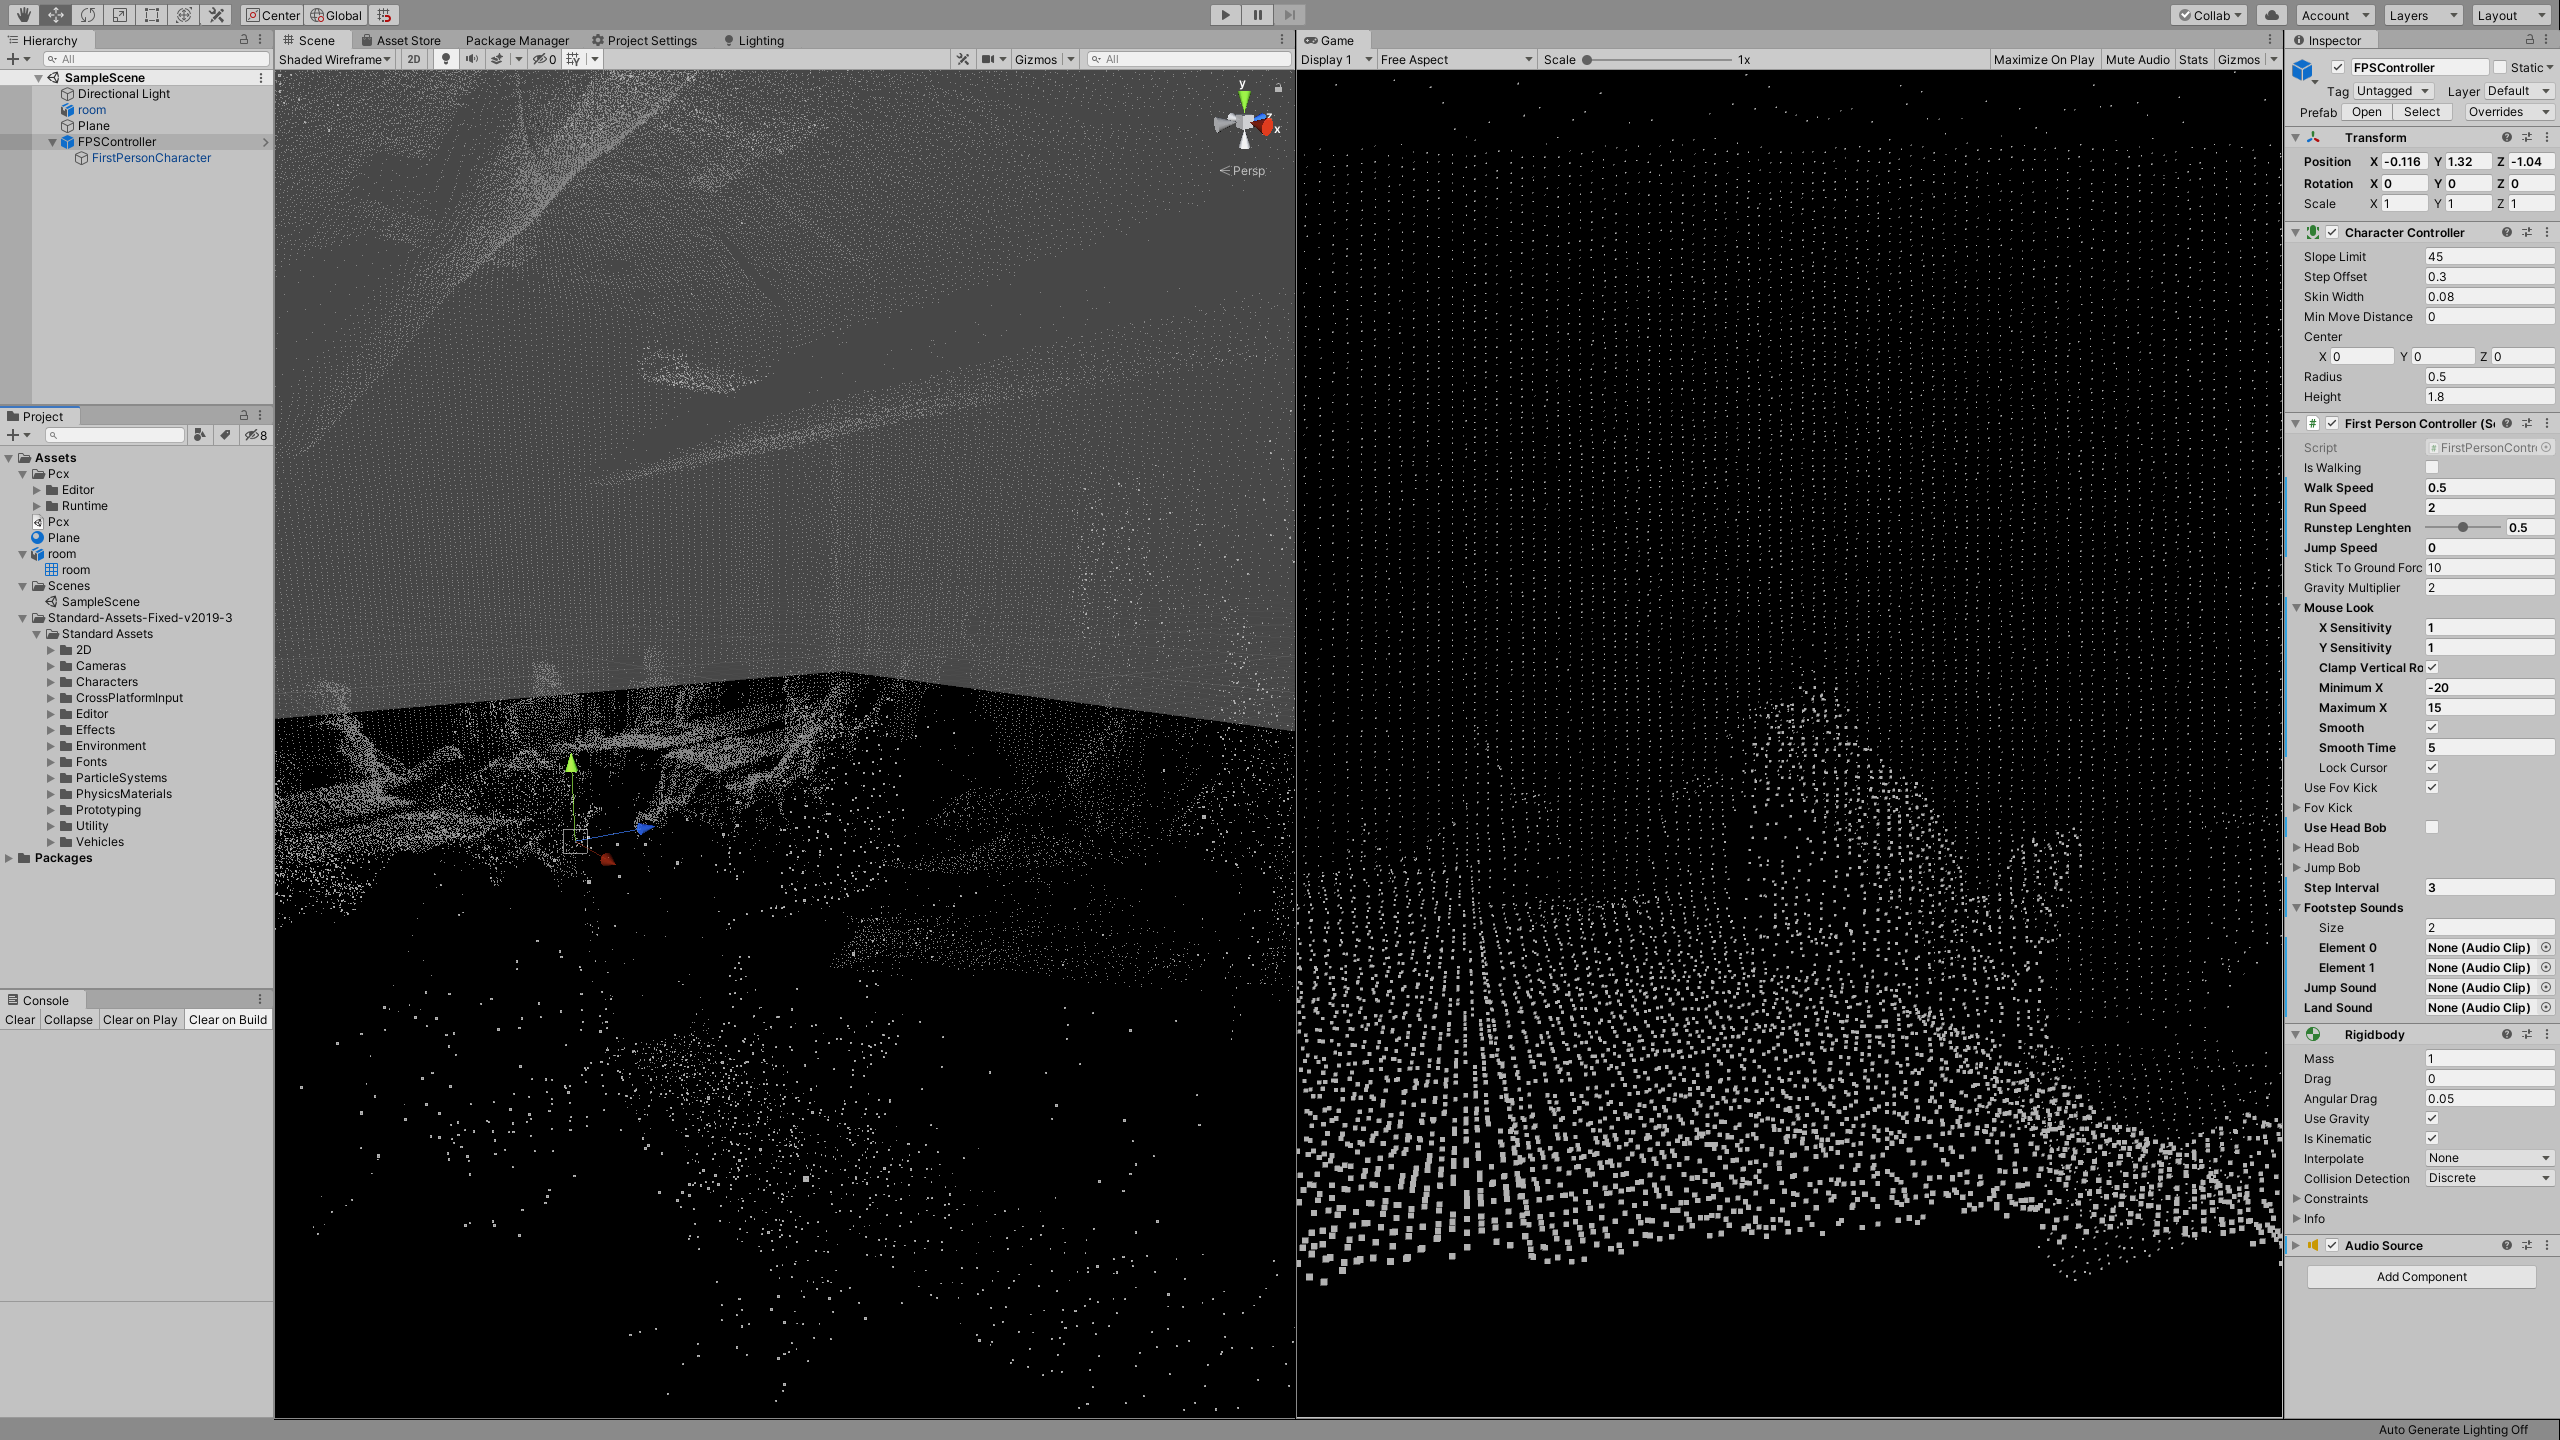 Center Global Collab Account Layers Layout
Hierarchy
All
SampleScene
Directional Light
room
Plane
FPSController
FirstPersonCharacter
Project
8
Assets
Pcx
Editor
Runtime
Pcx
Plane
room
room
Scenes
SampleScene
Standard-Assets-Fixed-v2019-3
Standard Assets
2D
Cameras
Characters
CrossPlatformInput
Editor
Effects
Environment
Fonts
ParticleSystems
PhysicsMaterials
Prototyping
Utility
Vehicles
Packages
Console
Clear Collapse Clear on Play Clear on Build
Scene Asset Store Package Manager Project Settings Lighting
Shaded Wireframe 2D 0 Gizmos All
y
x
Persp
Game
Display 1 Free Aspect Scale 1x Maximize On Play Mute Audio Stats Gizmos
Inspector
FPSController Static
Tag Untagged Layer Default
Prefab Open Select Overrides
Transform
Position X -0.116 Y 1.32 Z -1.04
Rotation X 0 Y 0 Z 0
Scale X 1 Y 1 Z 1
Character Controller
Slope Limit 45
Step Offset 0.3
Skin Width 0.08
Min Move Distance 0
Center
X 0 Y 0 Z 0
Radius 0.5
Height 1.8
First Person Controller (S
Script FirstPersonContr
Is Walking
Walk Speed 0.5
Run Speed 2
Runstep Lenghten 0.5
Jump Speed 0
Stick To Ground Forc 10
Gravity Multiplier 2
Mouse Look
X Sensitivity 1
Y Sensitivity 1
Clamp Vertical Ro
Minimum X -20
Maximum X 15
Smooth
Smooth Time 5
Lock Cursor
Use Fov Kick
Fov Kick
Use Head Bob
Head Bob
Jump Bob
Step Interval 3
Footstep Sounds
Size 2
Element 0 None (Audio Clip)
Element 1 None (Audio Clip)
Jump Sound None (Audio Clip)
Land Sound None (Audio Clip)
Rigidbody
Mass 1
Drag 0
Angular Drag 0.05
Use Gravity
Is Kinematic
Interpolate None
Collision Detection Discrete
Constraints
Info
Audio Source
Add Component
Auto Generate Lighting Off